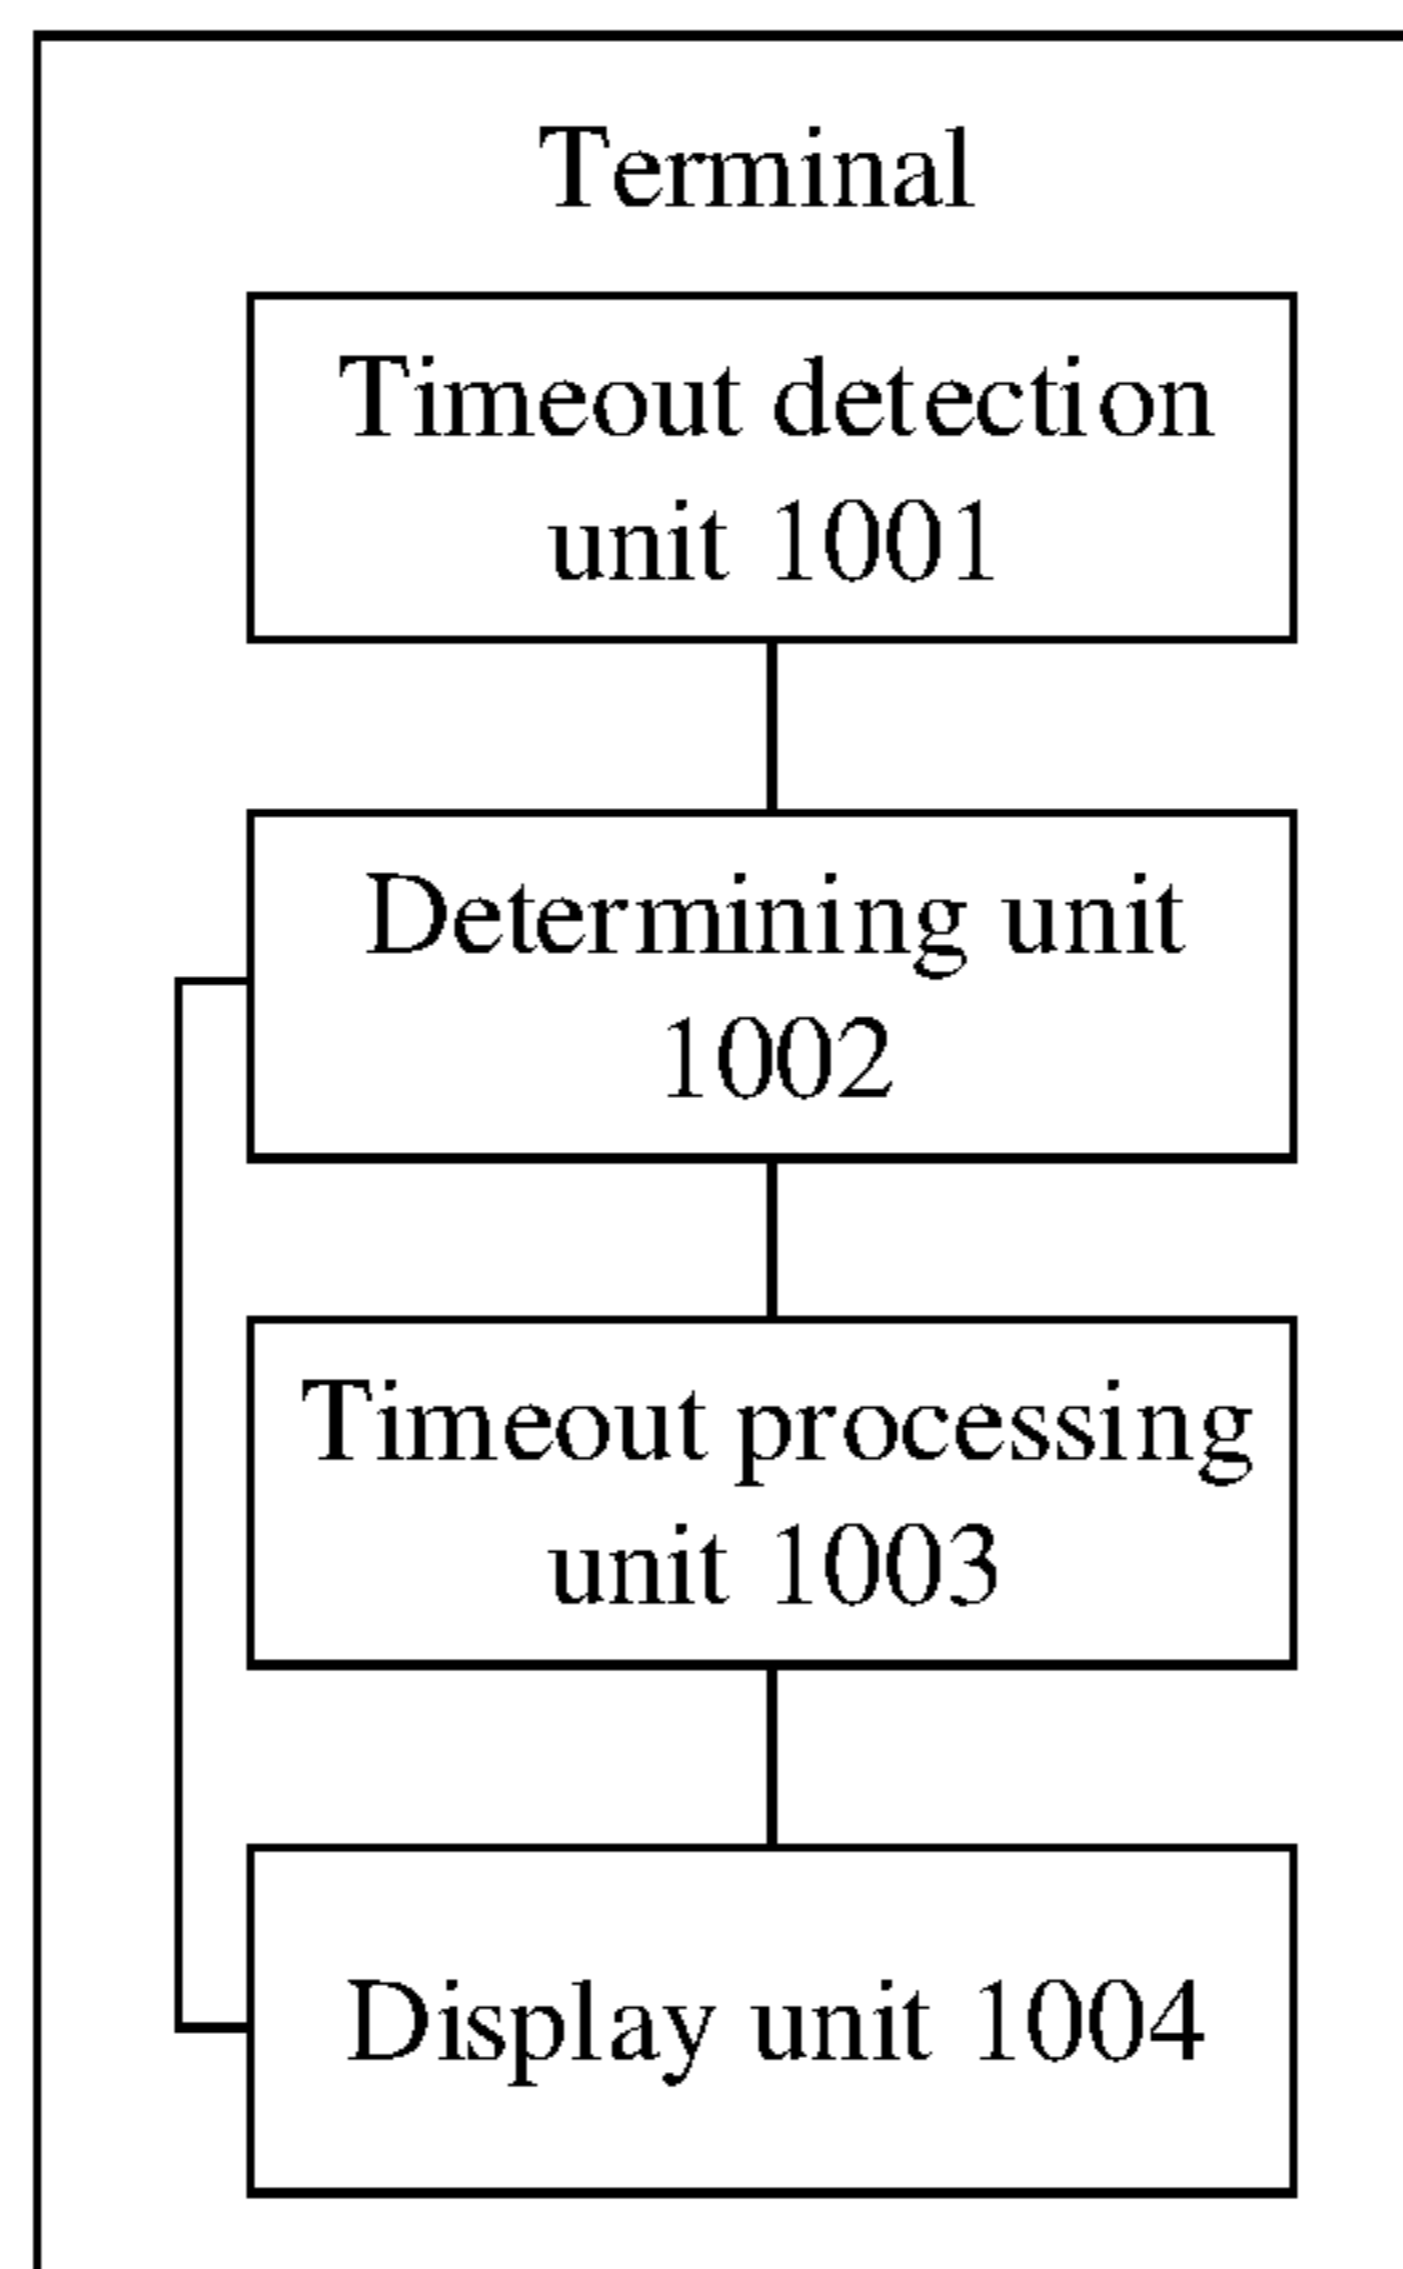 Terminal
Timeout detection
unit 1001
Determining unit
1002
Timeout processing
unit 1003
Display unit 1004